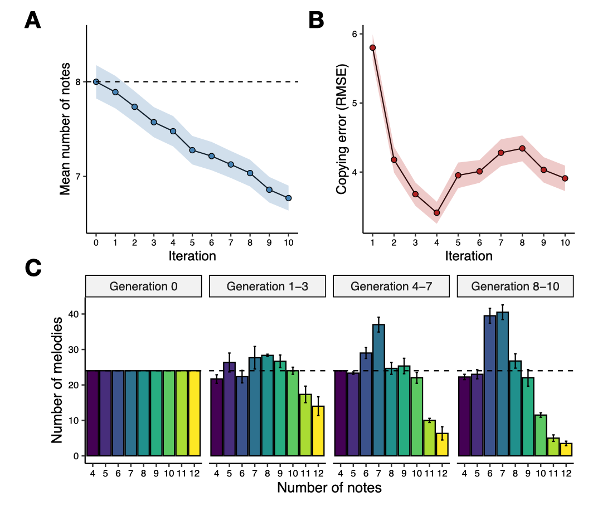 A
B
Mean number of notes
8
7
0 1 2 3 4 5 6 7 8 9 10
Iteration
Copying error (RMSE)
6
5
4
1 2 3 4 5 6 7 8 9 10
Iteration
C
Generation 0
Generation 1–3
Generation 4–7
Generation 8–10
Number of melodies
40
30
20
10
0
4 5 6 7 8 9 10 11 12
4 5 6 7 8 9 10 11 12
4 5 6 7 8 9 10 11 12
4 5 6 7 8 9 10 11 12
Number of notes